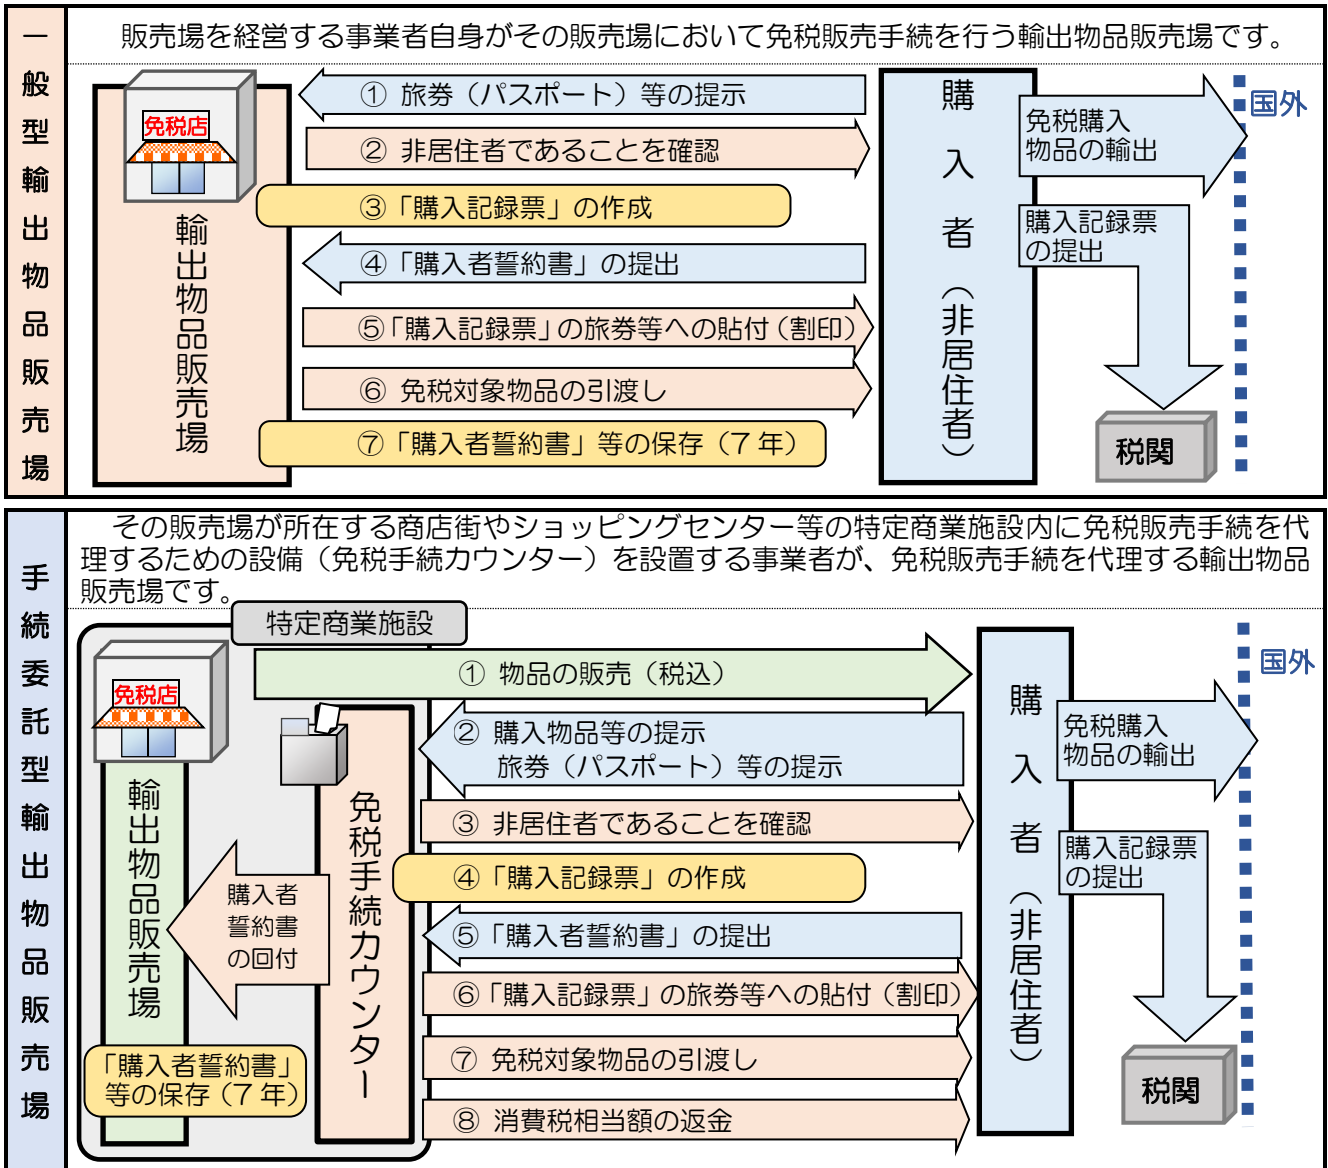 一般型輸出物品販売場
販売場を経営する事業者自身がその販売場において免税販売手続を行う輸出物品販売場です。
免税店
輸出物品販売場
① 旅券（パスポート）等の提示
② 非居住者であることを確認
③「購入記録票」の作成
④「購入者誓約書」の提出
⑤「購入記録票」の旅券等への貼付（割印）
⑥ 免税対象物品の引渡し
⑦「購入者誓約書」等の保存（7年）
購入者（非居住者）
免税購入
物品の輸出
国外
購入記録票
の提出
税関
手続委託型輸出物品販売場
その販売場が所在する商店街やショッピングセンター等の特定商業施設内に免税販売手続を代
理するための設備（免税手続カウンター）を設置する事業者が、免税販売手続を代理する輸出物品
販売場です。
特定商業施設
免税店
輸出物品販売場
「購入者誓約書」
等の保存（7年）
購入者
誓約書
の回付
免税手続カウンター
① 物品の販売（税込）
② 購入物品等の提示
旅券（パスポート）等の提示
③ 非居住者であることを確認
④「購入記録票」の作成
⑤「購入者誓約書」の提出
⑥「購入記録票」の旅券等への貼付（割印）
⑦ 免税対象物品の引渡し
⑧ 消費税相当額の返金
購入者（非居住者）
免税購入
物品の輸出
国外
購入記録票
の提出
税関